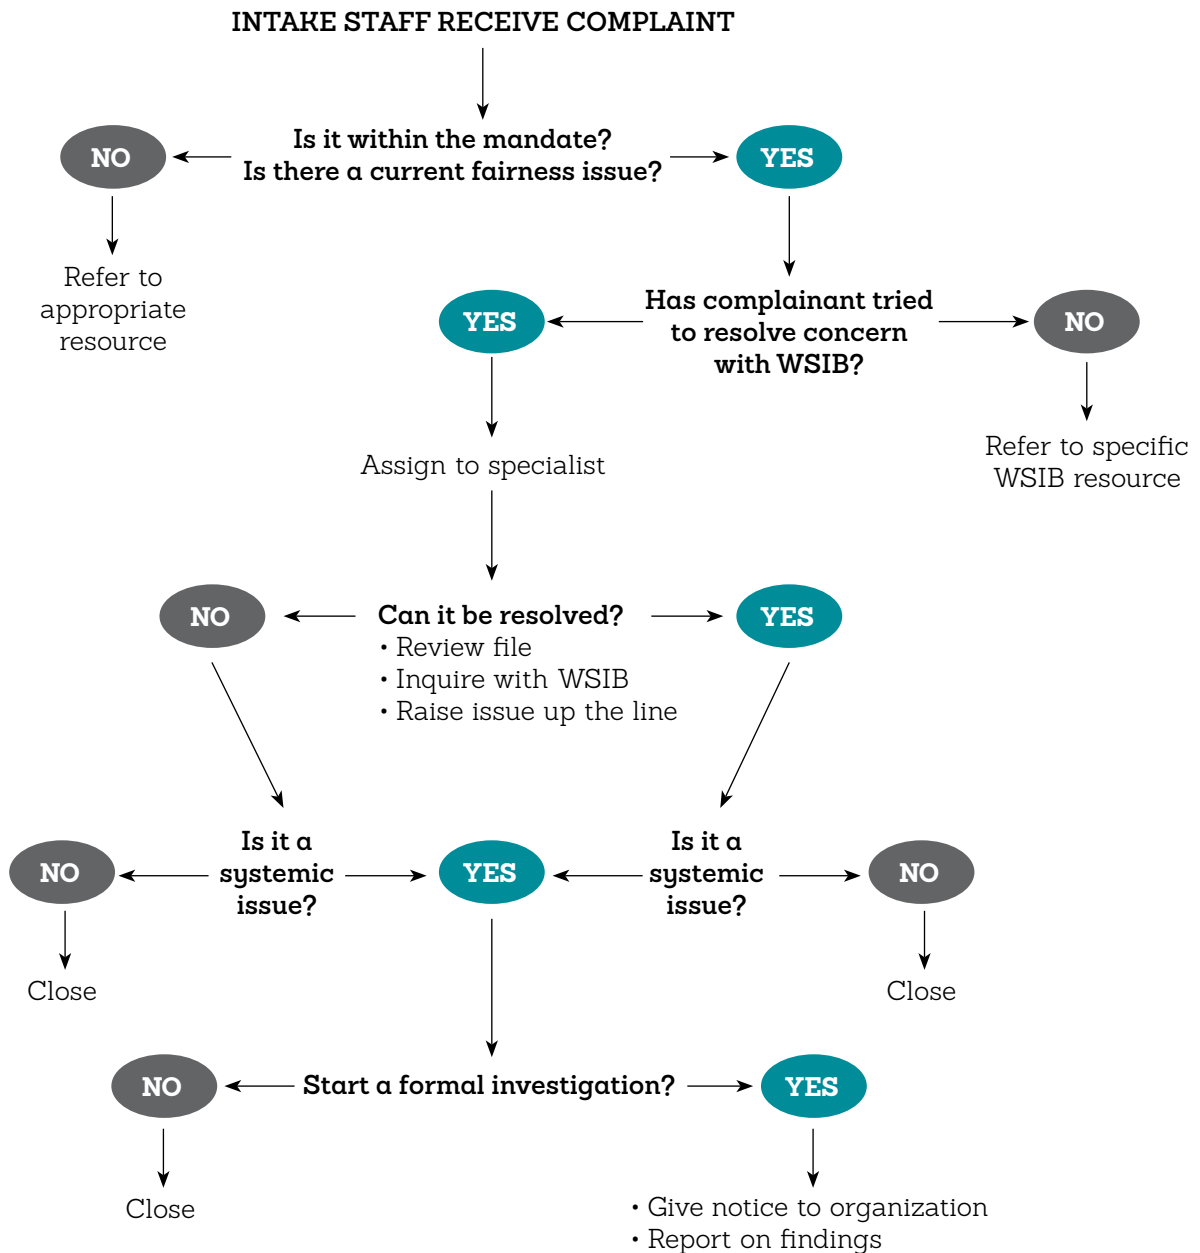 INTAKE STAFF RECEIVE COMPLAINT
Is it within the mandate?
Is there a current fairness issue?
NO
YES
Refer to
appropriate
resource
Has complainant tried
to resolve concern
with WSIB?
YES
NO
Assign to specialist
Refer to specific
WSIB resource
NO
Can it be resolved?
YES
• Review file
• Inquire with WSIB
• Raise issue up the line
NO
Is it a
systemic
issue?
YES
Is it a
systemic
issue?
NO
Close
Close
NO
Start a formal investigation?
YES
Close
• Give notice to organization
• Report on findings